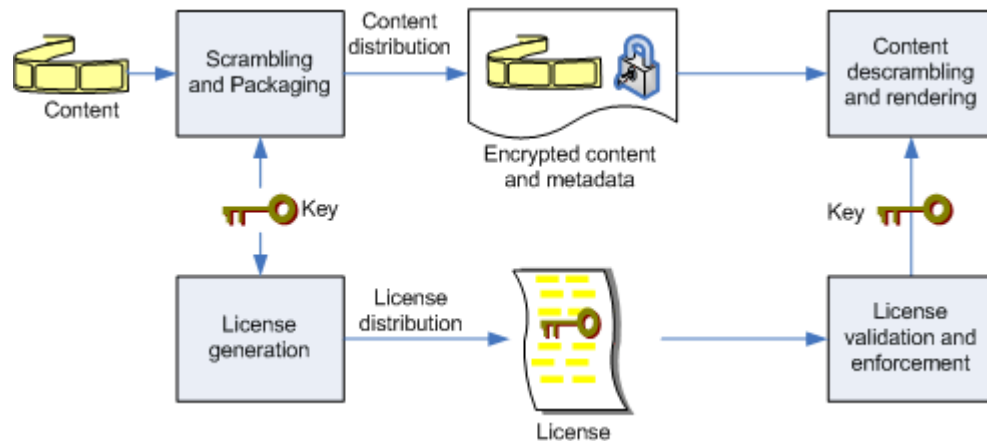 Content
Scrambling
and Packaging
Content
distribution
Encrypted content
and metadata
Content
descrambling
and rendering
Key
Key
License
generation
License
distribution
License
License
validation and
enforcement